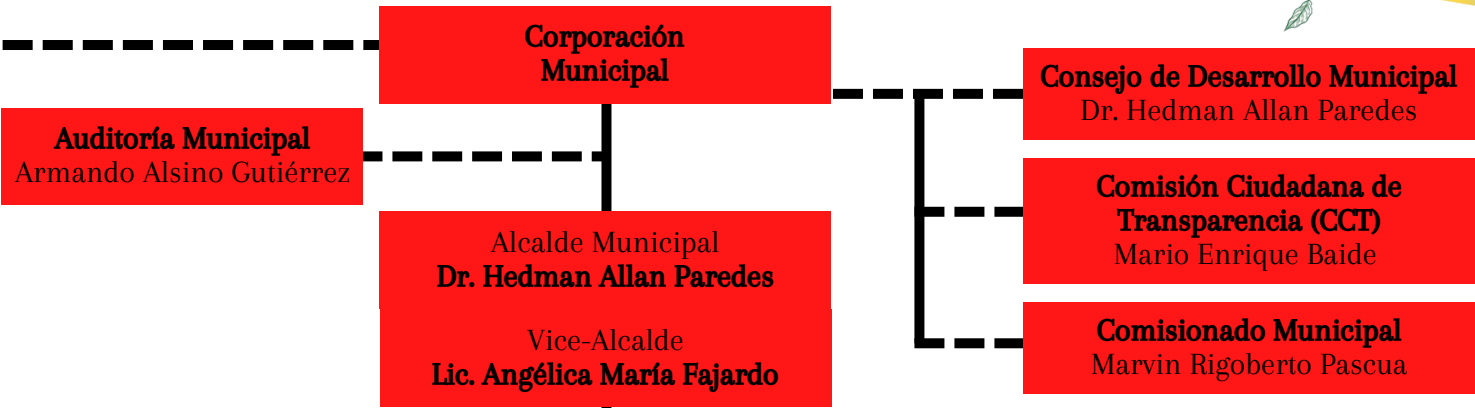 Corporación
Municipal
Auditoría Municipal
Armando Alsino Gutiérrez
Alcalde Municipal
Dr. Hedman Allan Paredes
Vice-Alcalde
Lic. Angélica María Fajardo
Consejo de Desarrollo Municipal
Dr. Hedman Allan Paredes
Comisión Ciudadana de
Transparencia (CCT)
Mario Enrique Baide
Comisionado Municipal
Marvin Rigoberto Pascua